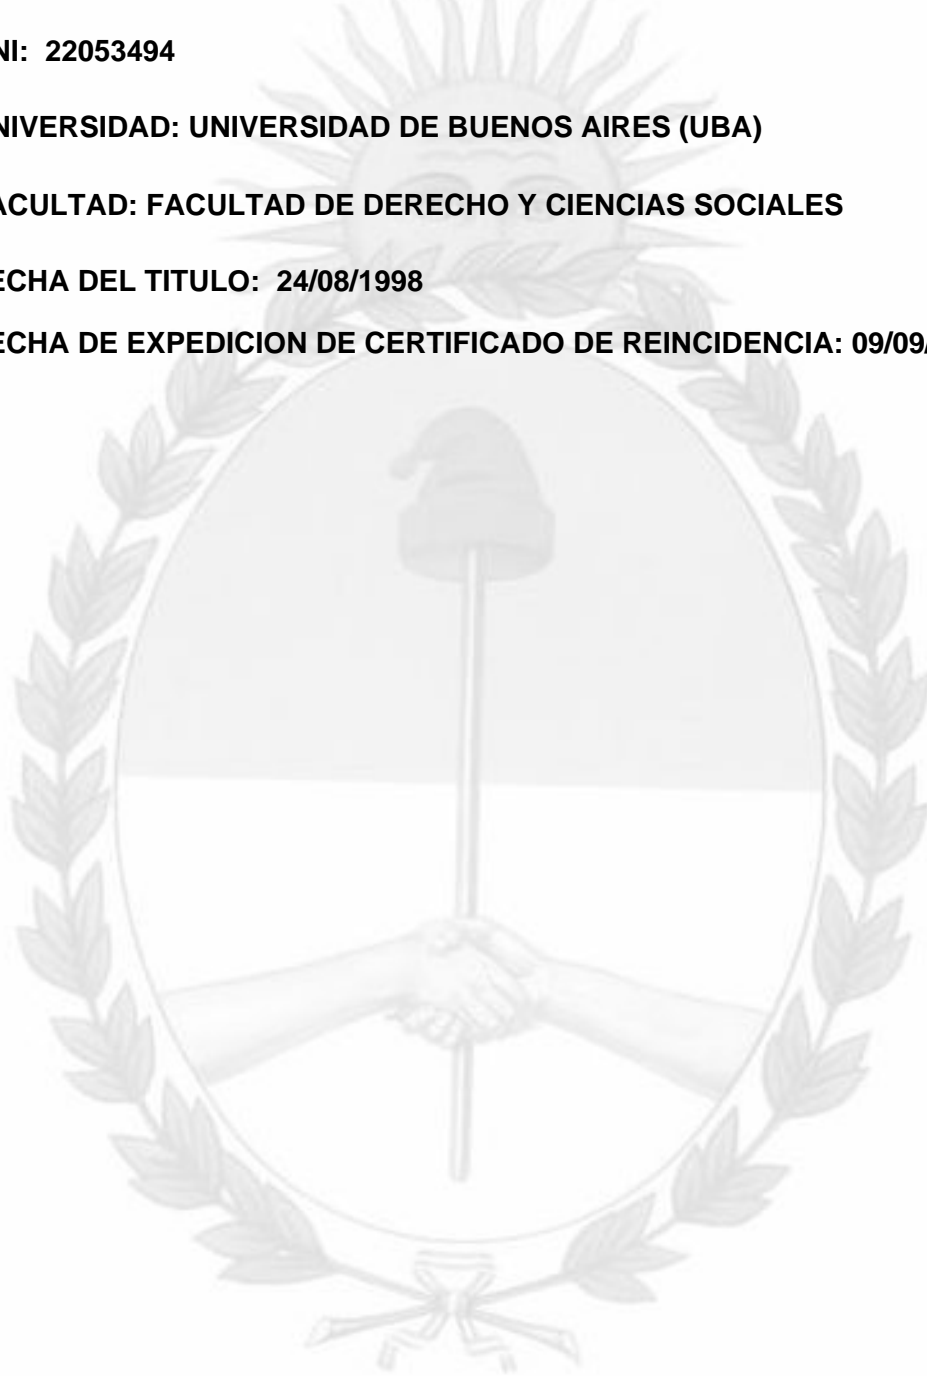 NI: 22053494
NIVERSIDAD: UNIVERSIDAD DE BUENOS AIRES (UBA)
ACULTAD: FACULTAD DE DERECHO Y CIENCIAS SOCIALES
ECHA DEL TITULO: 24/08/1998
ECHA DE EXPEDICION DE CERTIFICADO DE REINCIDENCIA: 09/09/